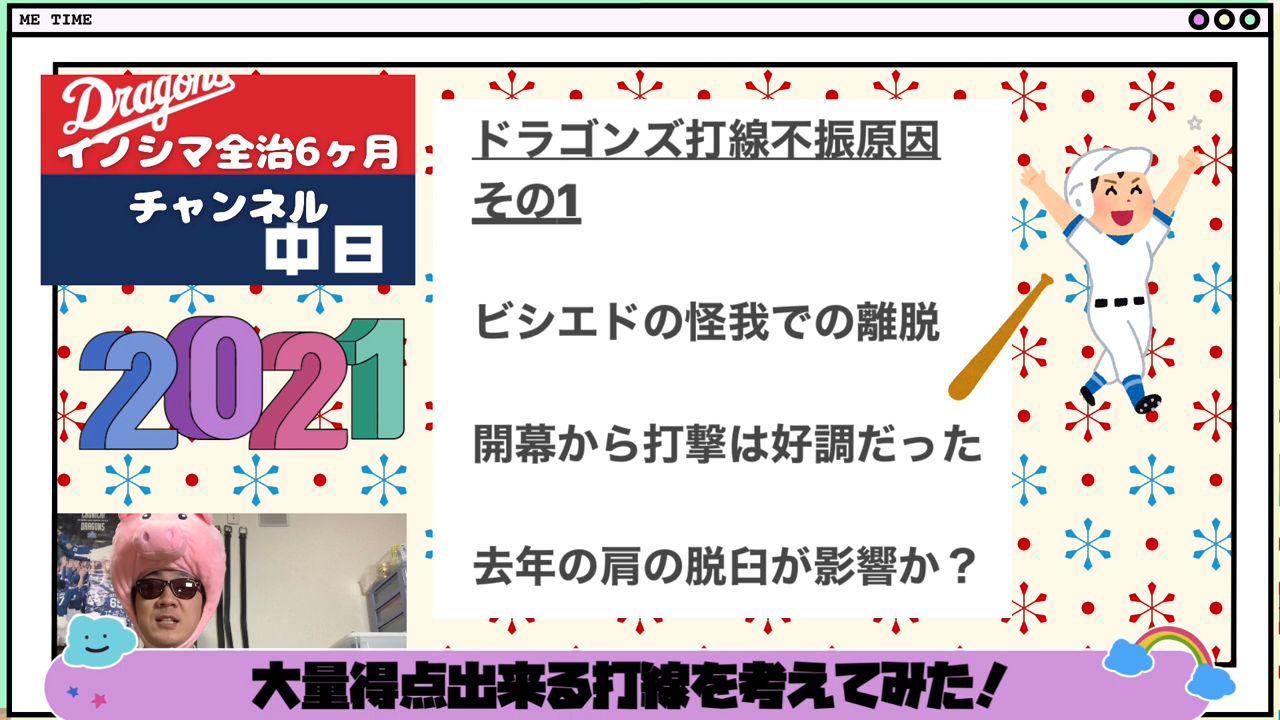 ME TIME
Dragons
イノシマ全治6ヶ月
チャンネル
中日
ドラゴンズ打線不振原因
その1
ビシエドの怪我での離脱
開幕から打撃は好調だった
去年の肩の脱臼が影響か？
2021
DRAGONS
大量得点出来る打線を考えてみた！